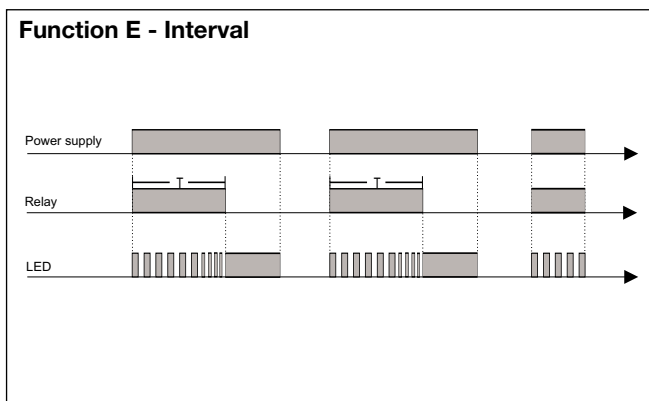 Function E - Interval
Power supply
T
T
Relay
LED